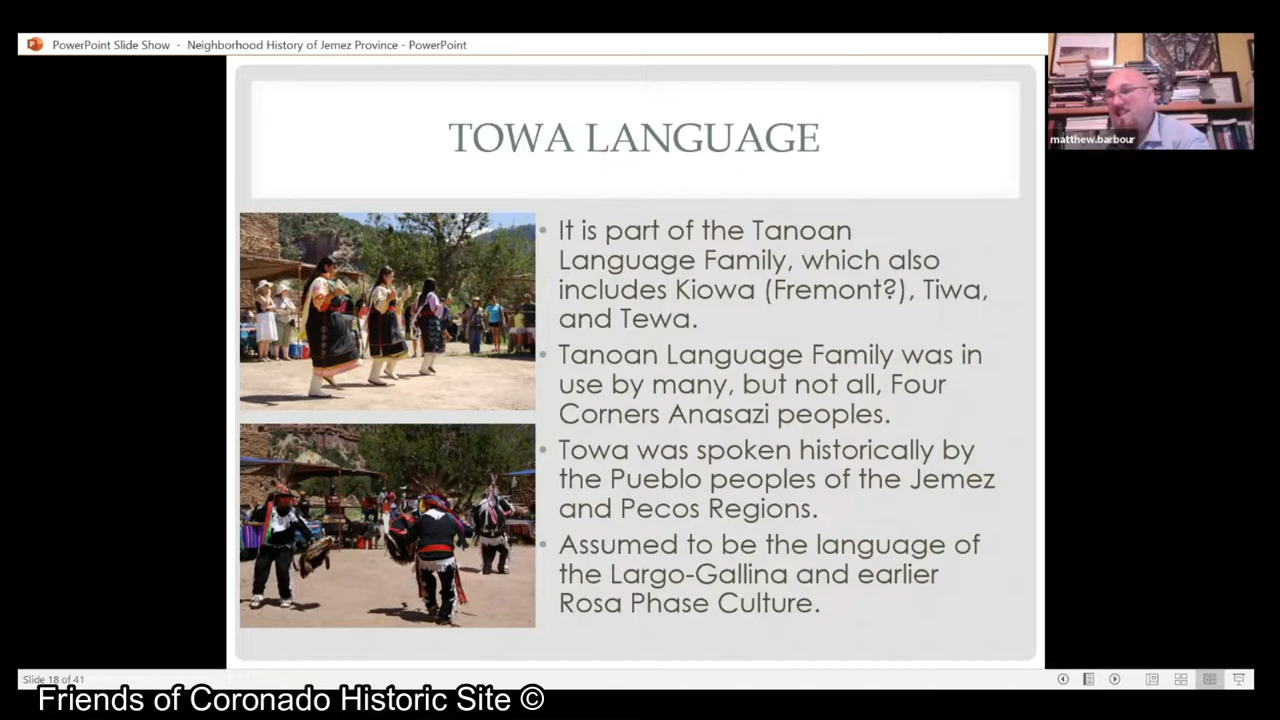 PowerPoint Slide Show - Neighborhood History of Jemez Province - PowerPoint
matthew.barbour
TOWA LANGUAGE
• It is part of the Tanoan
Language Family, which also
includes Kiowa (Fremont?), Tiwa,
and Tewa.
• Tanoan Language Family was in
use by many, but not all, Four
Corners Anasazi peoples.
• Towa was spoken historically by
the Pueblo peoples of the Jemez
and Pecos Regions.
• Assumed to be the language of
the Largo-Gallina and earlier
Rosa Phase Culture.
Slide 18 of 41
Friends of Coronado Historic Site ©